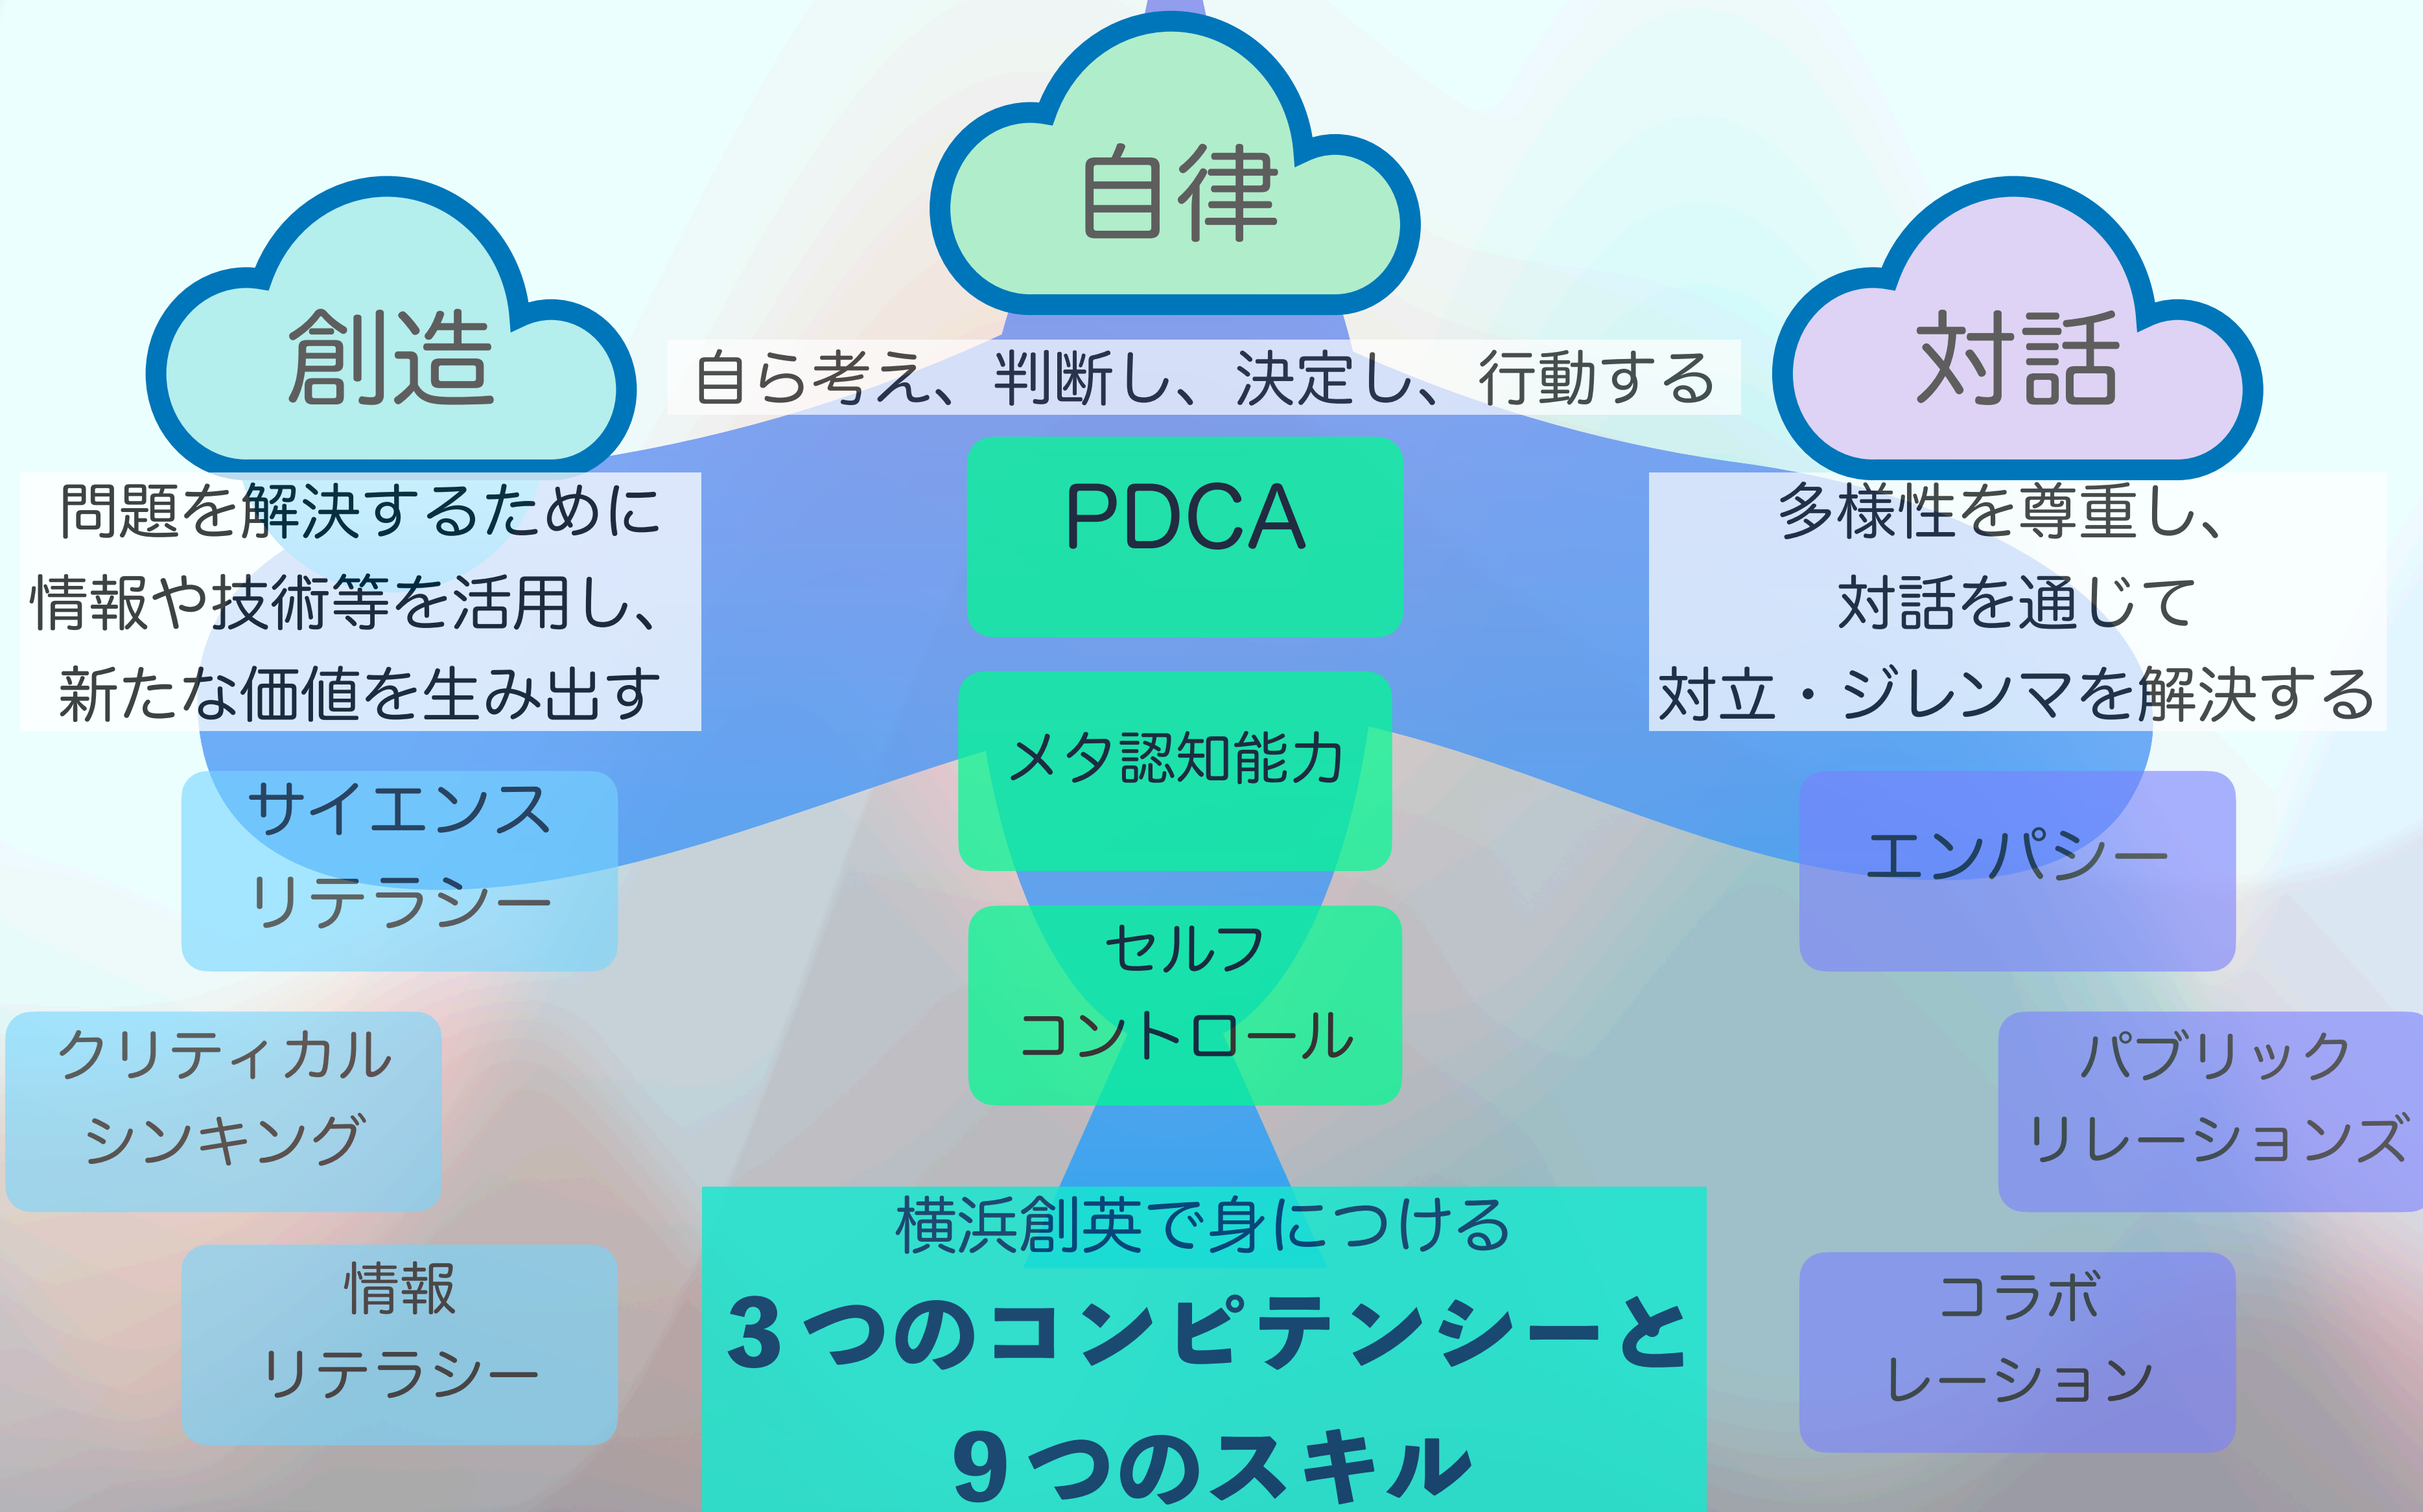 自律
自ら考え、判断し、決定し、行動する
PDCA
メタ認知能力
セルフ
コントロール
創造
問題を解決するために
情報や技術等を活用し、
新たな価値を生み出す
サイエンス
リテラシー
クリティカル
シンキング
情報
リテラシー
対話
多様性を尊重し、
対話を通じて
対立・ジレンマを解決する
エンパシー
パブリック
リレーションズ
コラボ
レーション
横浜創英で身につける
3つのコンピテンシーと
9つのスキル